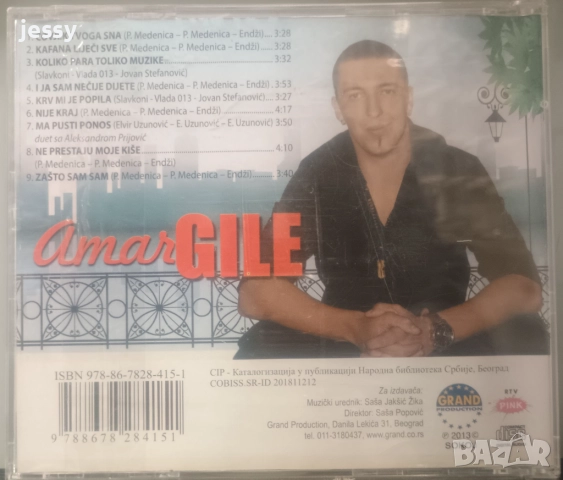 jessy
VOGA SNA (P. Medenica – P. Medenica – Endži) 3:28
2. KAFANA LIJEČI SVE (P. Medenica – P. Medenica – Endži) 3:28
3. KOLIKO PARA TOLIKO MUZIKE 3:32
(Slavkoni - Vlada 013 - Jovan Stefanović)
4. I JA SAM NEČIJE DIJETE (P. Medenica – P. Medenica – Endži) 3:53
5. KRV MI JE POPILA (Slavkoni - Vlada 013 - Jovan Stefanović) 3:27
6. NIJE KRAJ (P. Medenica – P. Medenica – Endži) 4:17
7. MA PUSTI PONOS (Elvir Uzunović – E. Uzunović – E. Uzunović) 3:50
duet sa Aleksandrom Prijović
8. NE PRESTAJU MOJE KIŠE 4.10
(P. Medenica – P. Medenica – Endži)
9. ZAŠTO SAM SAM (P. Medenica – P. Medenica – Endži) 3:40
Amar GILE
ISBN 978-86-7828-415-1
9 788678 284151
CIP - Каталогизација у публикацији Народна библиотека Србије, Београд
COBISS.SR-ID 201811212
Za izdavača:
Muzički urednik: Saša Jakšić Žika
Direktor: Saša Popović
Grand Production, Danila Lekića 31, Beograd
tel. 011-3180437, www.grand.co.rs
GRAND
PRODUCTION
RTV
PINK
℗ 2013 ©
SOKOJ
BAZAR
bg